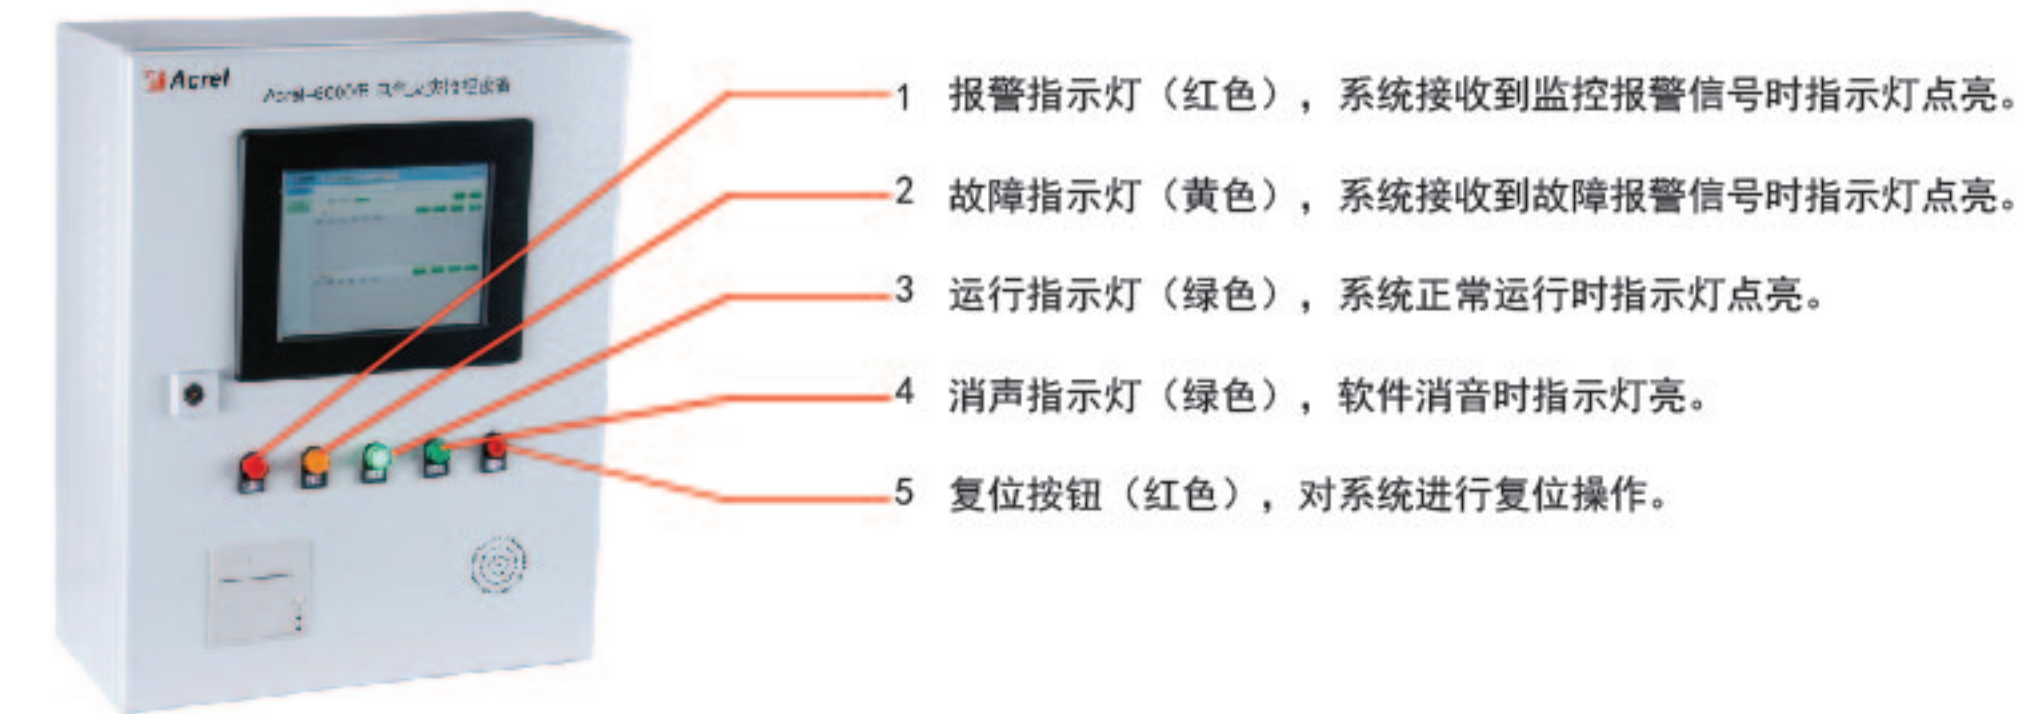 Acrel
1 报警指示灯（红色），系统接收到监控报警信号时指示灯点亮。
2 故障指示灯（黄色），系统接收到故障报警信号时指示灯点亮。
3 运行指示灯（绿色），系统正常运行时指示灯点亮。
4 消声指示灯（绿色），软件消音时指示灯亮。
5 复位按钮（红色），对系统进行复位操作。